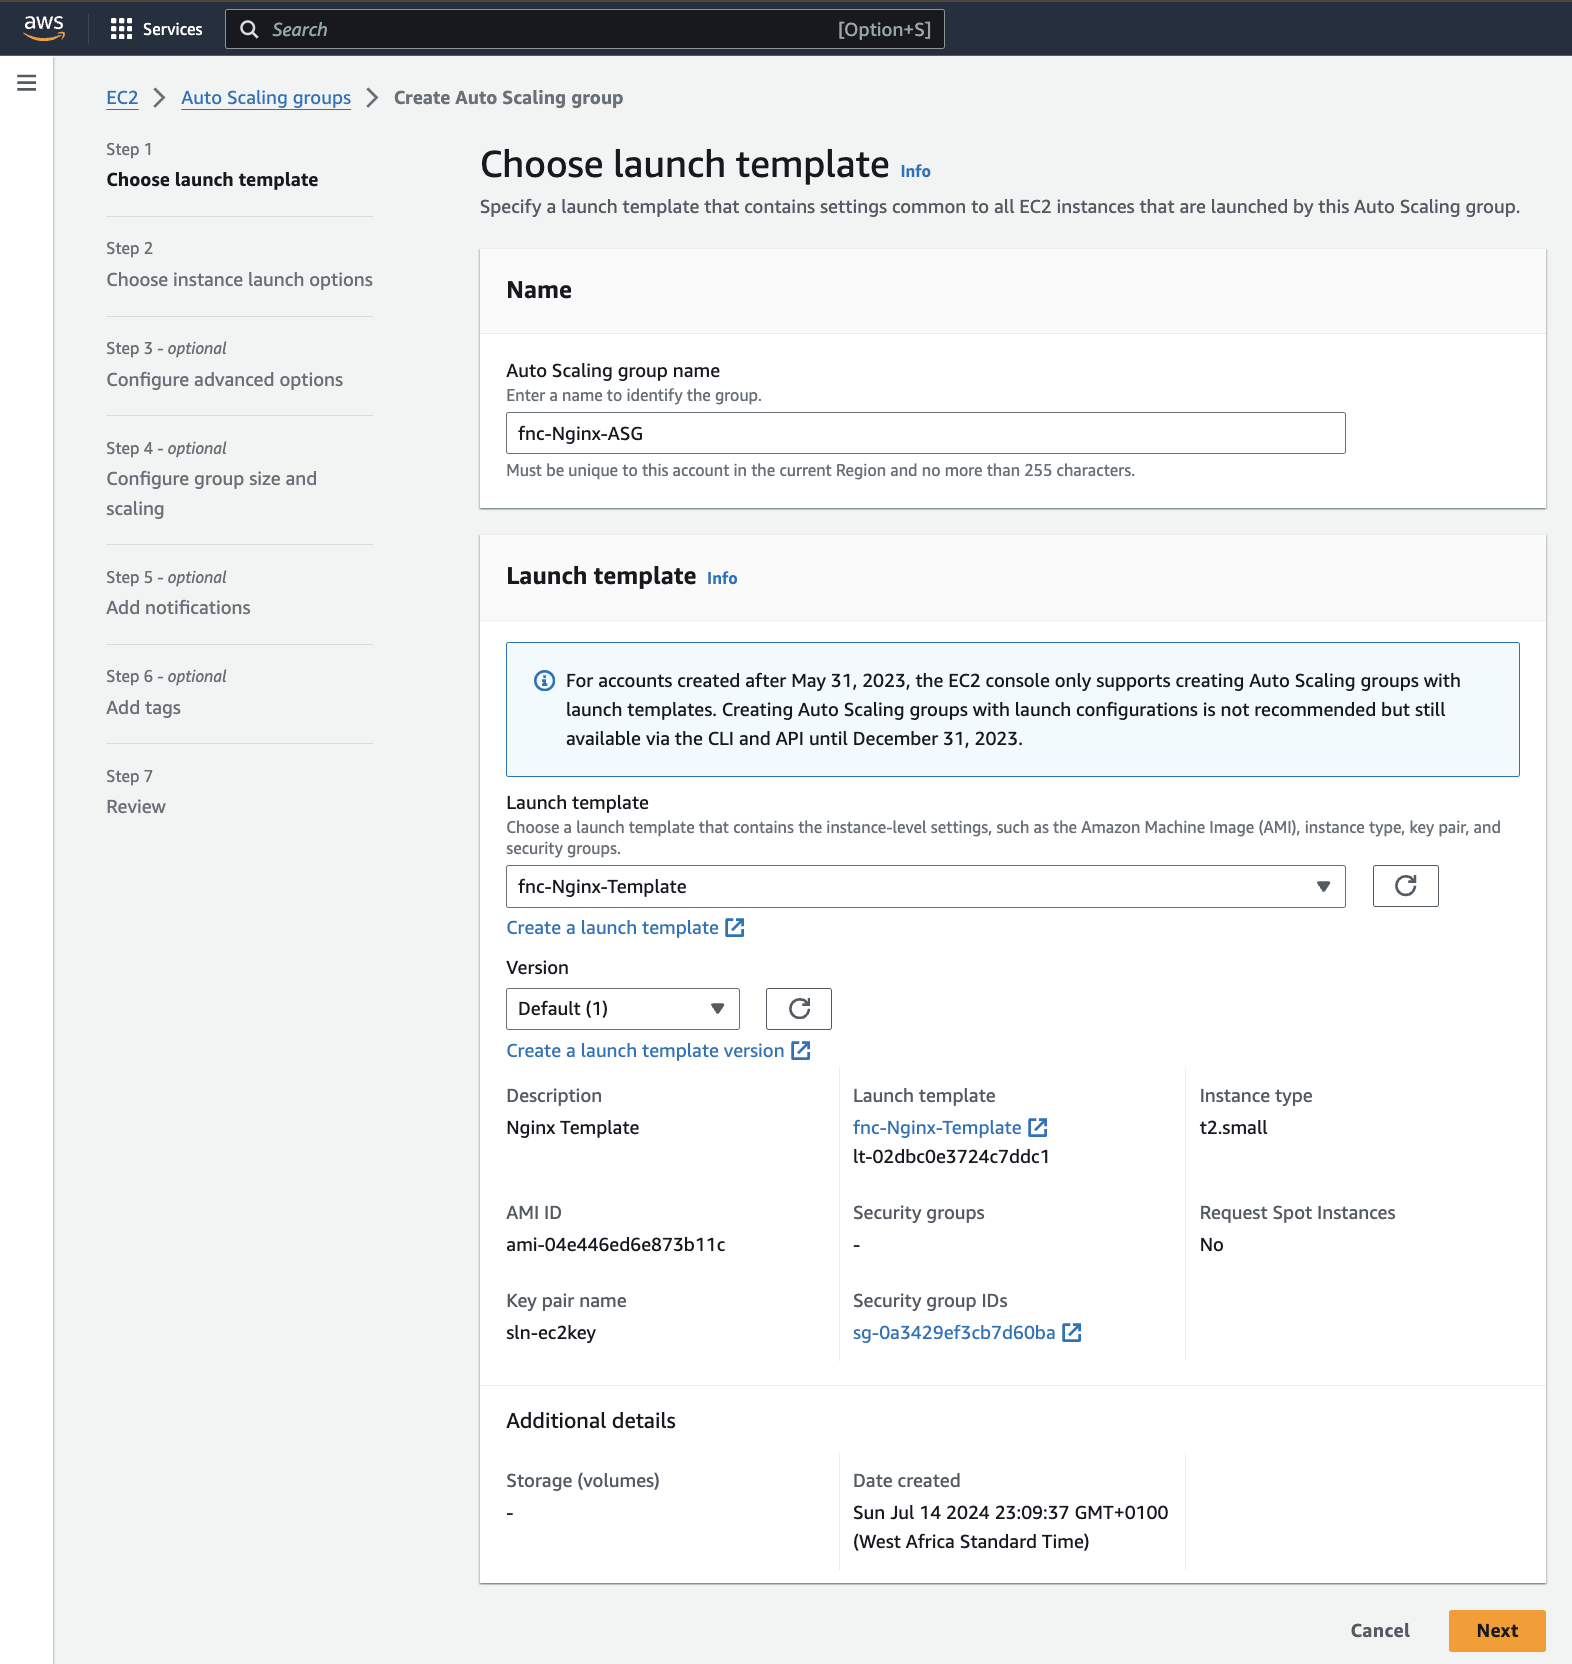 aws
Services
Search
[Option+S]
EC2 > Auto Scaling groups > Create Auto Scaling group
Step 1
Choose launch template
Step 2
Choose instance launch options
Step 3 - optional
Configure advanced options
Step 4 - optional
Configure group size and
scaling
Step 5 - optional
Add notifications
Step 6 - optional
Add tags
Step 7
Review
Choose launch template Info
Specify a launch template that contains settings common to all EC2 instances that are launched by this Auto Scaling group.
Name
Auto Scaling group name
Enter a name to identify the group.
fnc-Nginx-ASG
Must be unique to this account in the current Region and no more than 255 characters.
Launch template Info
For accounts created after May 31, 2023, the EC2 console only supports creating Auto Scaling groups with
launch templates. Creating Auto Scaling groups with launch configurations is not recommended but still
available via the CLI and API until December 31, 2023.
Launch template
Choose a launch template that contains the instance-level settings, such as the Amazon Machine Image (AMI), instance type, key pair, and
security groups.
fnc-Nginx-Template
Create a launch template
Version
Default (1)
Create a launch template version
Description
Nginx Template
Launch template
fnc-Nginx-Template
lt-02dbc0e3724c7ddc1
Instance type
t2.small
AMI ID
ami-04e446ed6e873b11c
Security groups
-
Request Spot Instances
No
Key pair name
sln-ec2key
Security group IDs
sg-0a3429ef3cb7d60ba
Additional details
Storage (volumes)
-
Date created
Sun Jul 14 2024 23:09:37 GMT+0100
(West Africa Standard Time)
Cancel
Next